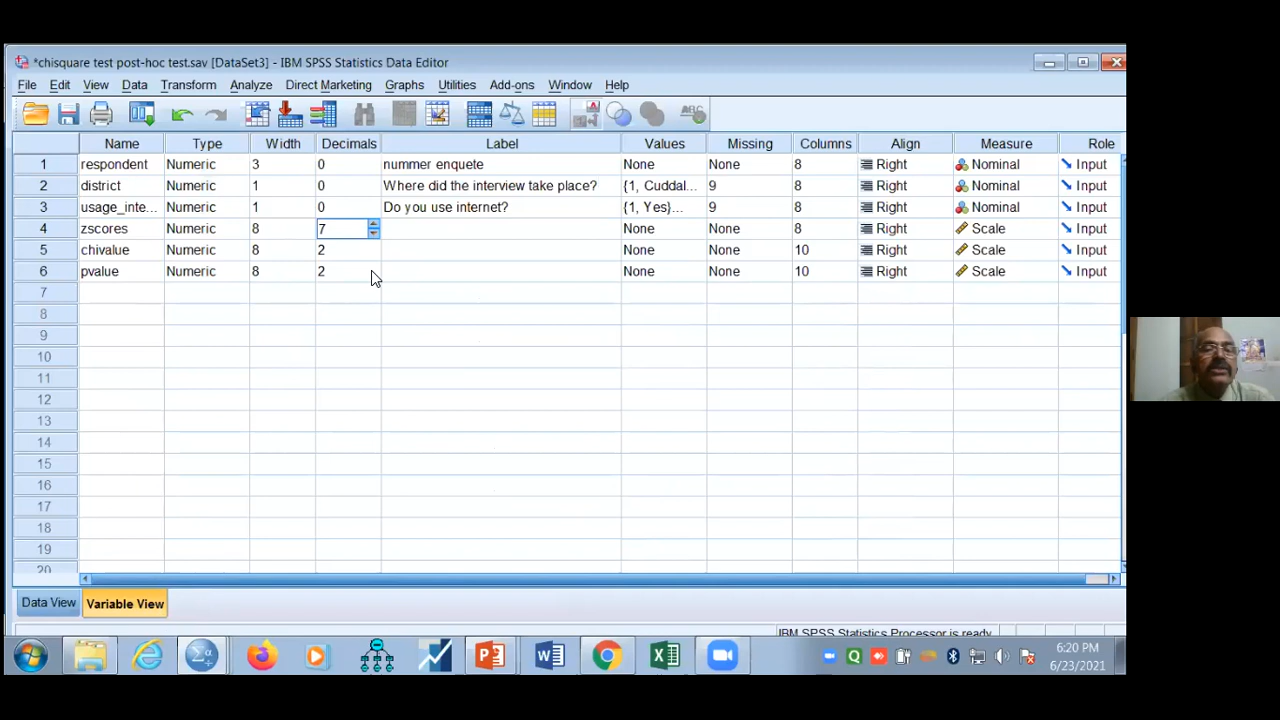 *chisquare test post-hoc test.sav [DataSet3] - IBM SPSS Statistics Data Editor
File Edit View Data Transform Analyze Direct Marketing Graphs Utilities Add-ons Window Help
Name Type Width Decimals Label Values Missing Columns Align Measure Role
1 respondent Numeric 3 0 nummer enquete None None 8 Right Nominal Input
2 district Numeric 1 0 Where did the interview take place? {1, Cuddal... 9 8 Right Nominal Input
3 usage_inte... Numeric 1 0 Do you use internet? {1, Yes}... 9 8 Right Nominal Input
4 zscores Numeric 8 7 None None 8 Right Scale Input
5 chivalue Numeric 8 2 None None 10 Right Scale Input
6 pvalue Numeric 8 2 None None 10 Right Scale Input
7
8
9
10
11
12
13
14
15
16
17
18
19
20
Data View Variable View
IBM SPSS Statistics Processor is ready
6:20 PM
6/23/2021